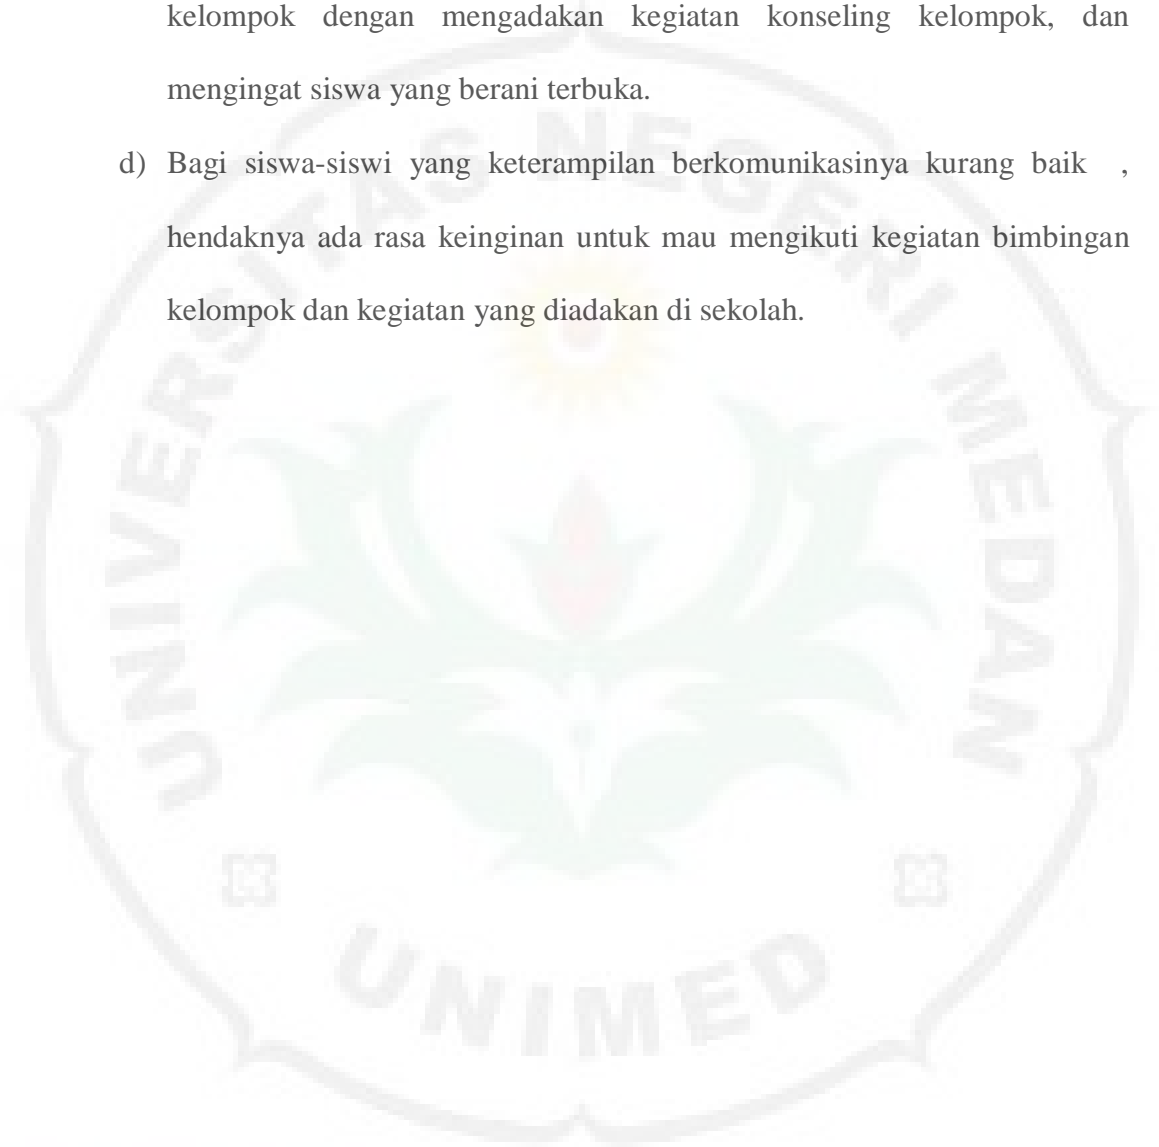 kelompok dengan mengadakan kegiatan konseling kelompok, dan
mengingat siswa yang berani terbuka.
d) Bagi siswa-siswi yang keterampilan berkomunikasinya kurang baik ,
hendaknya ada rasa keinginan untuk mau mengikuti kegiatan bimbingan
kelompok dan kegiatan yang diadakan di sekolah.
UNIVERSITAS NEGERI MEDAN
UNIMED